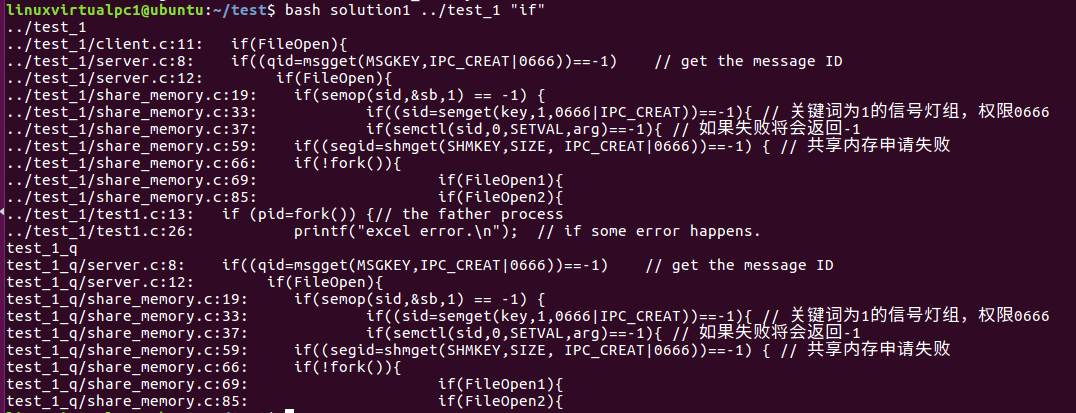 linuxvirtualpc1@ubuntu:~/test$ bash solution1 ../test_1 "if"
../test_1
../test_1/client.c:11:   if(FileOpen){
../test_1/server.c:8:   if((qid=msgget(MSGKEY,IPC_CREAT|0666))==-1)    // get the message ID
../test_1/server.c:12:        if(FileOpen){
../test_1/share_memory.c:19:    if(semop(sid,&sb,1) == -1) {
../test_1/share_memory.c:33:            if((sid=semget(key,1,0666|IPC_CREAT))==-1){ // 关键词为1的信号灯组，权限0666
../test_1/share_memory.c:37:            if(semctl(sid,0,SETVAL,arg)==-1){ // 如果失败将会返回-1
../test_1/share_memory.c:59:    if((segid=shmget(SHMKEY,SIZE, IPC_CREAT|0666))==-1) { // 共享内存申请失败
../test_1/share_memory.c:66:    if(!fork()){
../test_1/share_memory.c:69:                    if(FileOpen1){
../test_1/share_memory.c:85:                    if(FileOpen2){
../test_1/test1.c:13:   if (pid=fork()) {// the father process
../test_1/test1.c:26:           printf("excel error.\n");  // if some error happens.
test_1_q
test_1_q/server.c:8:    if((qid=msgget(MSGKEY,IPC_CREAT|0666))==-1)    // get the message ID
test_1_q/server.c:12:        if(FileOpen){
test_1_q/share_memory.c:19:     if(semop(sid,&sb,1) == -1) {
test_1_q/share_memory.c:33:             if((sid=semget(key,1,0666|IPC_CREAT))==-1){ // 关键词为1的信号灯组，权限0666
test_1_q/share_memory.c:37:             if(semctl(sid,0,SETVAL,arg)==-1){ // 如果失败将会返回-1
test_1_q/share_memory.c:59:     if((segid=shmget(SHMKEY,SIZE, IPC_CREAT|0666))==-1) { // 共享内存申请失败
test_1_q/share_memory.c:66:     if(!fork()){
test_1_q/share_memory.c:69:                     if(FileOpen1){
test_1_q/share_memory.c:85:                     if(FileOpen2){